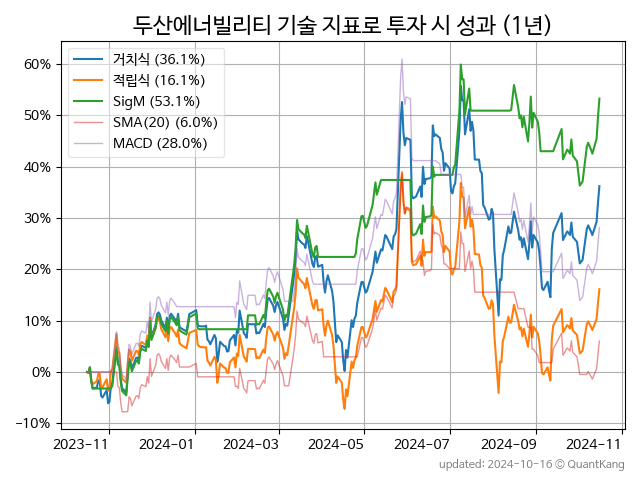 두산에너빌리티 기술 지표로 투자 시 성과 (1년)
거치식 (36.1%)
적립식 (16.1%)
SigM (53.1%)
SMA(20) (6.0%)
MACD (28.0%)
60%
50%
40%
30%
20%
10%
0%
−10%
2023-11 2024-01 2024-03 2024-05 2024-07 2024-09 2024-11
updated: 2024-10-16 © QuantKang